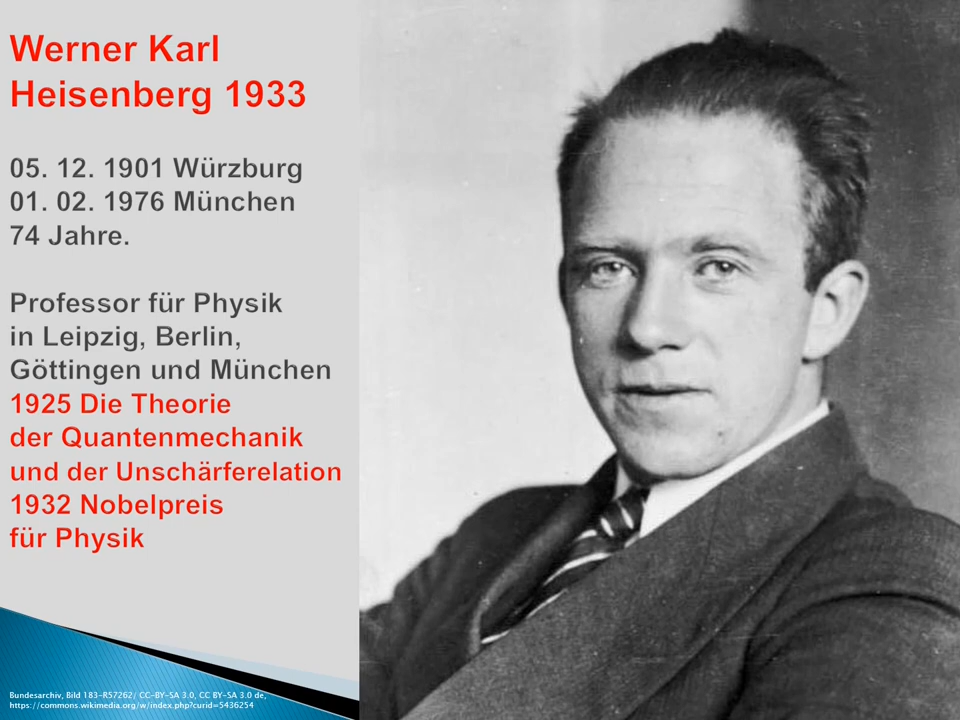 Werner Karl
Heisenberg 1933
05. 12. 1901 Würzburg
01. 02. 1976 München
74 Jahre.
Professor für Physik
in Leipzig, Berlin,
Göttingen und München
1925 Die Theorie
der Quantenmechanik
und der Unschärferelation
1932 Nobelpreis
für Physik
Bundesarchiv, Bild 183-R57262/ CC-BY-SA 3.0, CC BY-SA 3.0 de,
https://commons.wikimedia.org/w/index.php?curid=5436254